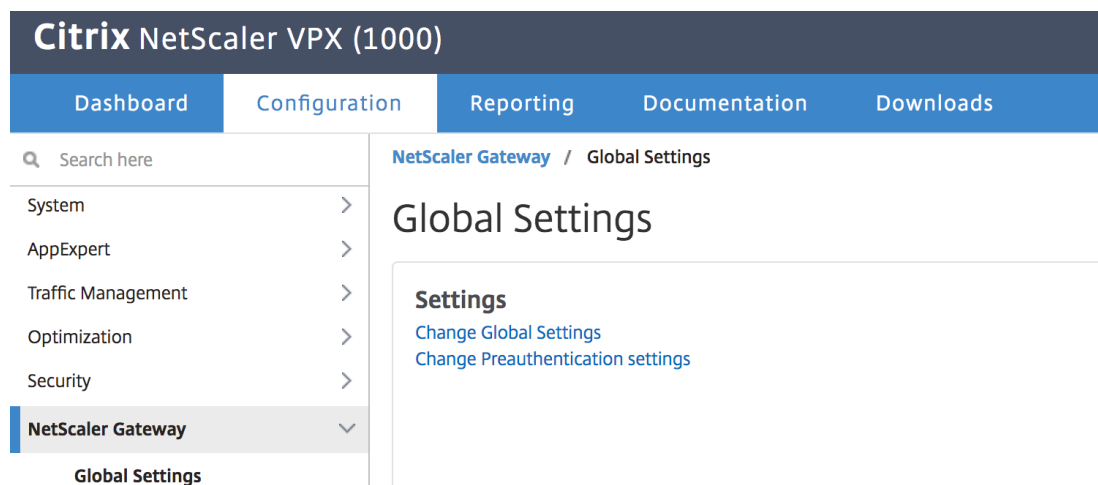 Citrix NetScaler VPX (1000)
Dashboard Configuration Reporting Documentation Downloads
Search here
System
AppExpert
Traffic Management
Optimization
Security
NetScaler Gateway
Global Settings
NetScaler Gateway / Global Settings
Global Settings
Settings
Change Global Settings
Change Preauthentication settings